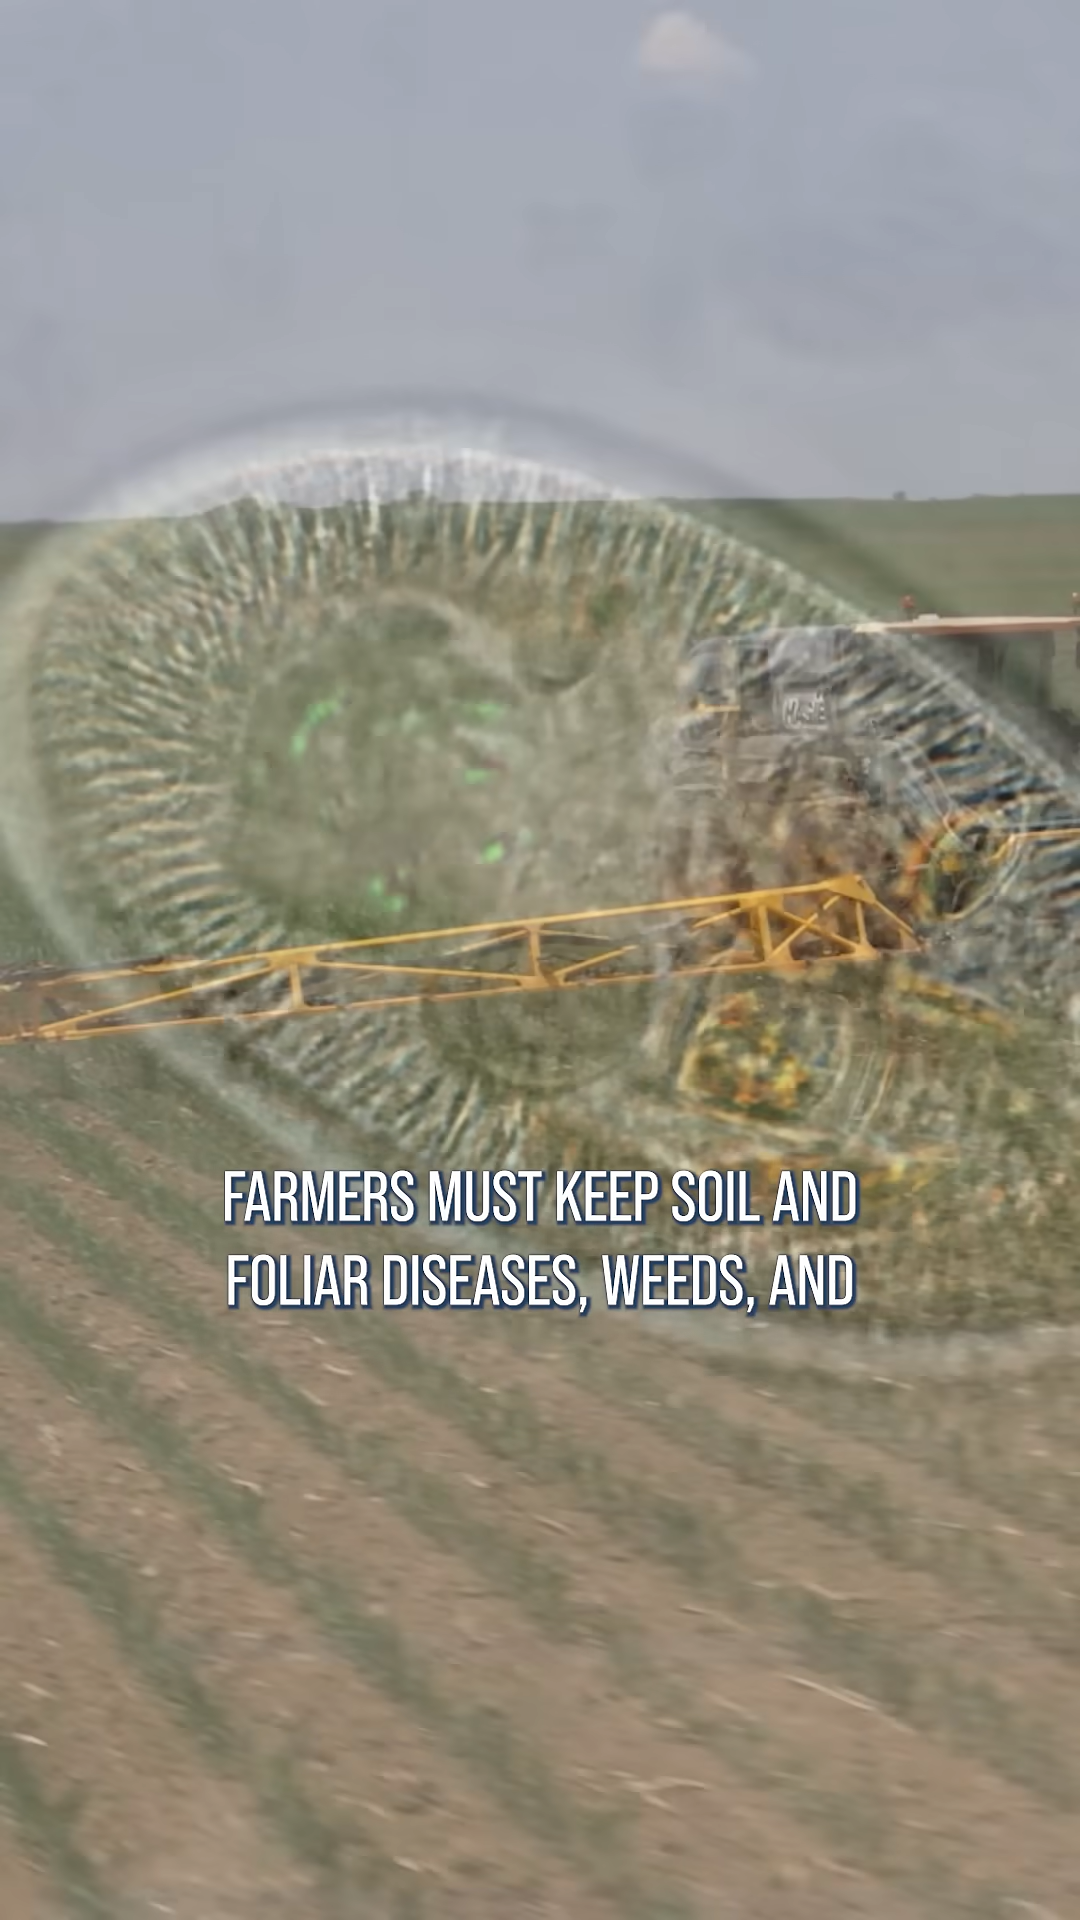 FARMERS MUST KEEP SOIL AND
FOLIAR DISEASES, WEEDS, AND